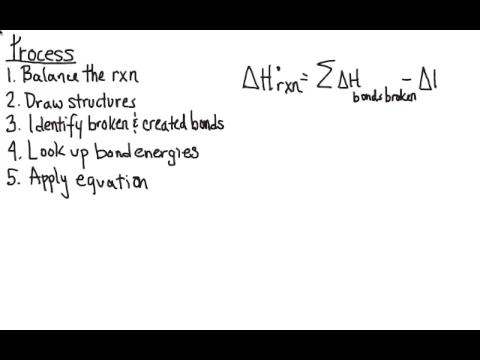 Process
1. Balance the rxn
2. Draw structures
3. Identify broken & created bonds
4. Look up bond energies
5. Apply equation
ΔH°rxn = ΣΔH bonds broken - Δl